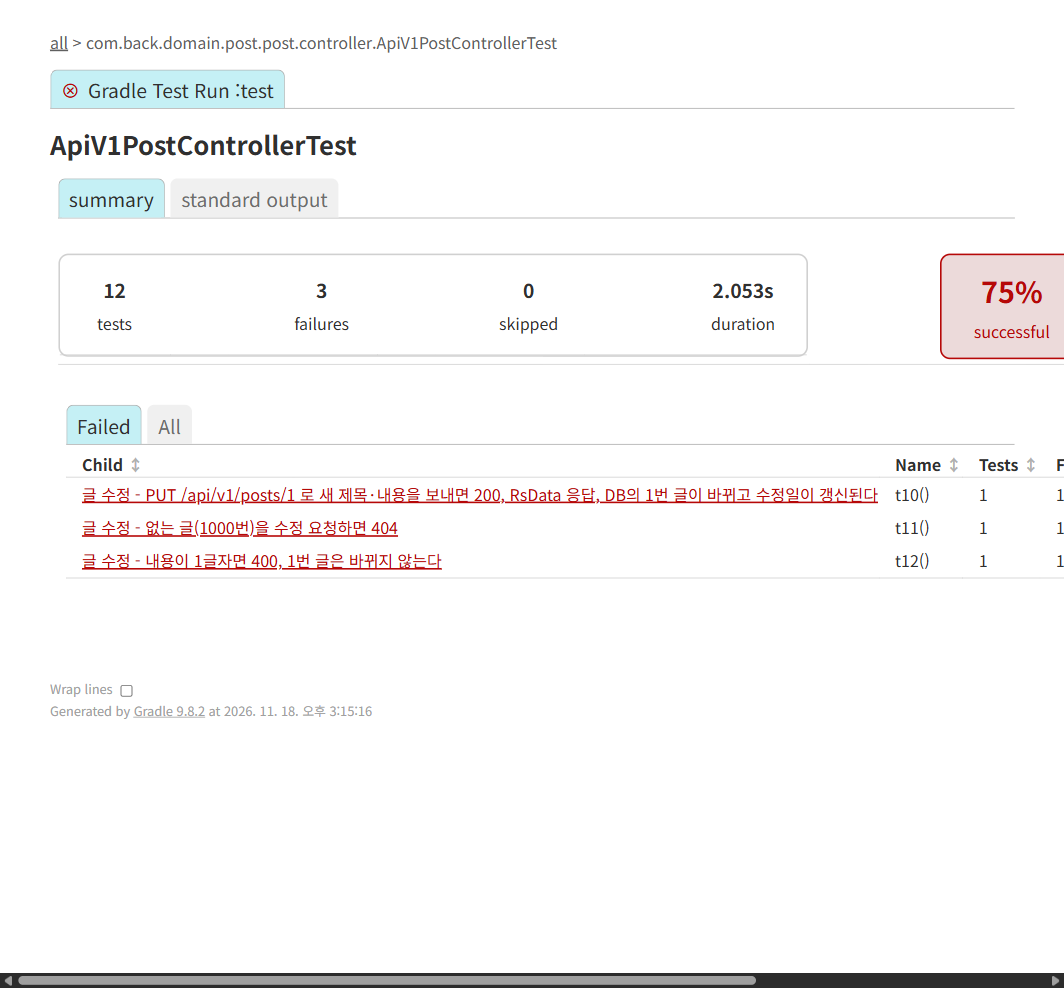 all > com.back.domain.post.post.controller.ApiV1PostControllerTest
Gradle Test Run :test
ApiV1PostControllerTest
summary standard output
12 3 0 2.053s 75%
tests failures skipped duration successful
Failed All
Child Name Tests F
글 수정 - PUT /api/v1/posts/1 로 새 제목·내용을 보내면 200, RsData 응답, DB의 1번 글이 바뀌고 수정일이 갱신된다 t10() 1 1
글 수정 - 없는 글(1000번)을 수정 요청하면 404 t11() 1 1
글 수정 - 내용이 1글자면 400, 1번 글은 바뀌지 않는다 t12() 1 1
Wrap lines
Generated by Gradle 9.8.2 at 2026. 11. 18. 오후 3:15:16